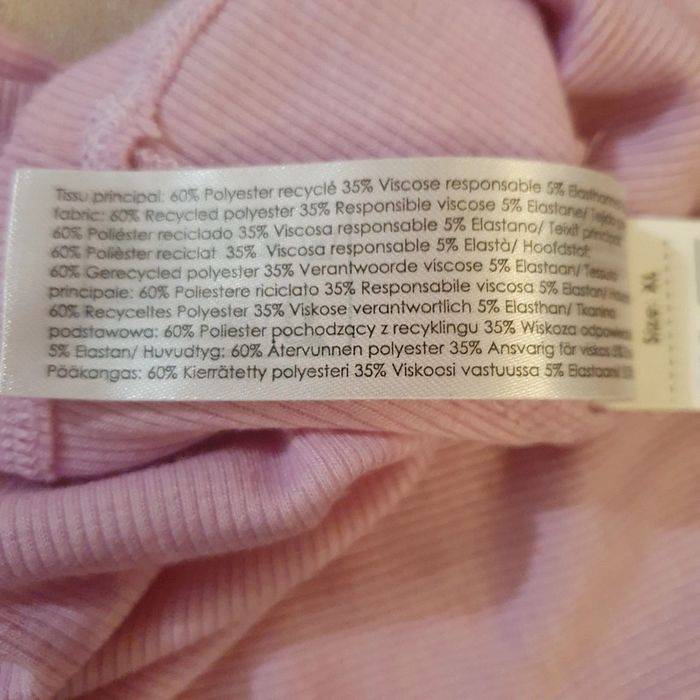 Tissu principal: 60% Polyester recyclé 35% Viscose responsable 5% Elasthanne
fabric: 60% Recycled polyester 35% Responsible viscose 5% Elastane/ Tejido
60% Poliéster reciclado 35% Viscosa responsable 5% Elastano/ Teixit principal:
60% Polièster reciclat 35% Viscosa responsable 5% Elastà/ Hoofdstof:
60% Gerecycled polyester 35% Verantwoorde viscose 5% Elastaan/ Tessuto
principale: 60% Poliestere riciclato 35% Responsabile viscosa 5% Elastan/
60% Recyceltes Polyester 35% Viskose verantwortlich 5% Elasthan/ Tkanina
podstawowa: 60% Poliester pochodzący z recyklingu 35% Wiskoza
5% Elastan/ Huvudtyg: 60% Återvunnen polyester 35% Ansvarig för viskos
Pääkangas: 60% Kierrätetty polyesteri 35% Viskoosi vastuussa 5% Elastaani
Size: